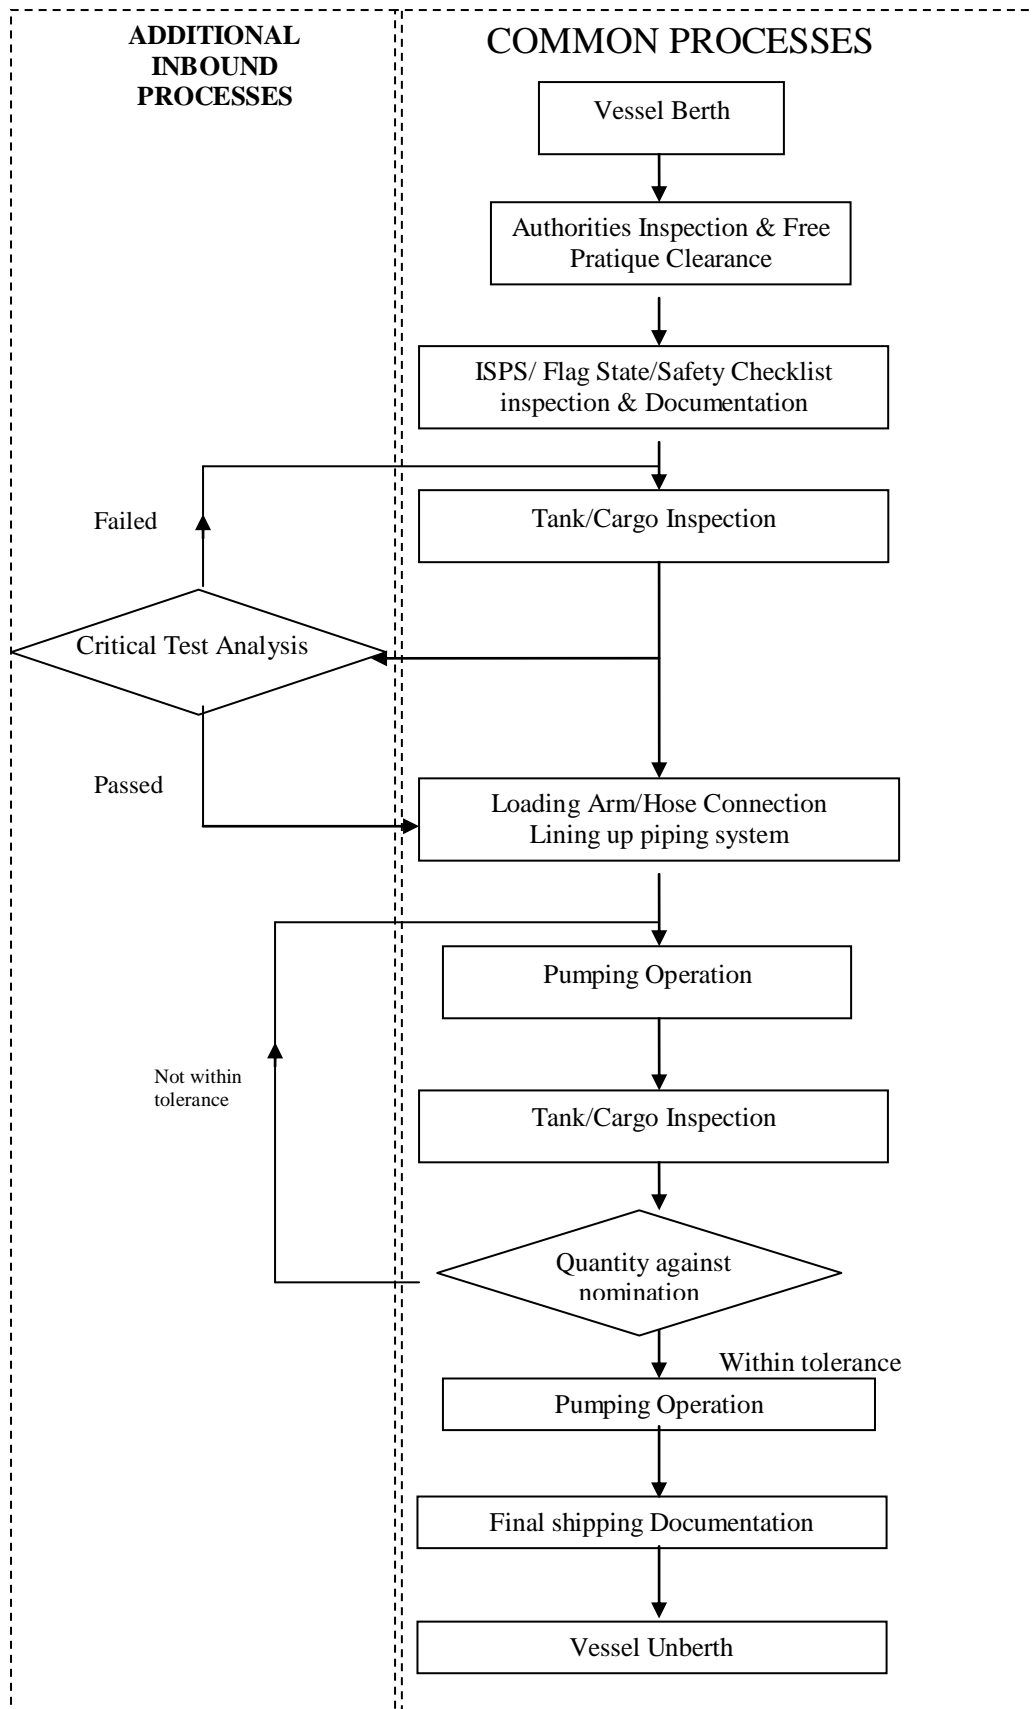 ADDITIONAL
INBOUND
PROCESSES
COMMON PROCESSES
Vessel Berth
Authorities Inspection & Free
Pratique Clearance
ISPS/ Flag State/Safety Checklist
inspection & Documentation
Failed
Tank/Cargo Inspection
Critical Test Analysis
Passed
Loading Arm/Hose Connection
Lining up piping system
Pumping Operation
Not within
tolerance
Tank/Cargo Inspection
Quantity against
nomination
Within tolerance
Pumping Operation
Final shipping Documentation
Vessel Unberth